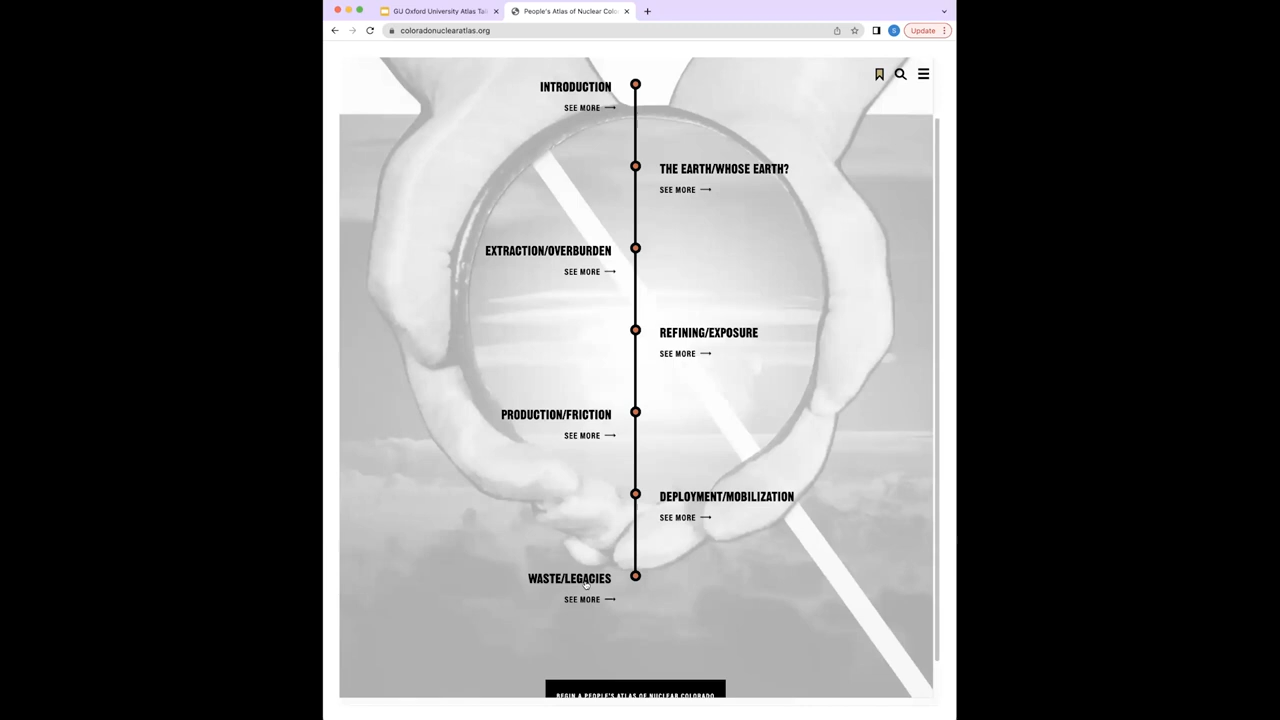 GU Oxford University Atlas Tal
People's Atlas of Nuclear Colo
coloradonuclearatlas.org
S
Update
INTRODUCTION
SEE MORE
THE EARTH/WHOSE EARTH?
SEE MORE
EXTRACTION/OVERBURDEN
SEE MORE
REFINING/EXPOSURE
SEE MORE
PRODUCTION/FRICTION
SEE MORE
DEPLOYMENT/MOBILIZATION
SEE MORE
WASTE/LEGACIES
SEE MORE
BEGIN A PEOPLE'S ATLAS OF NUCLEAR COLORADO